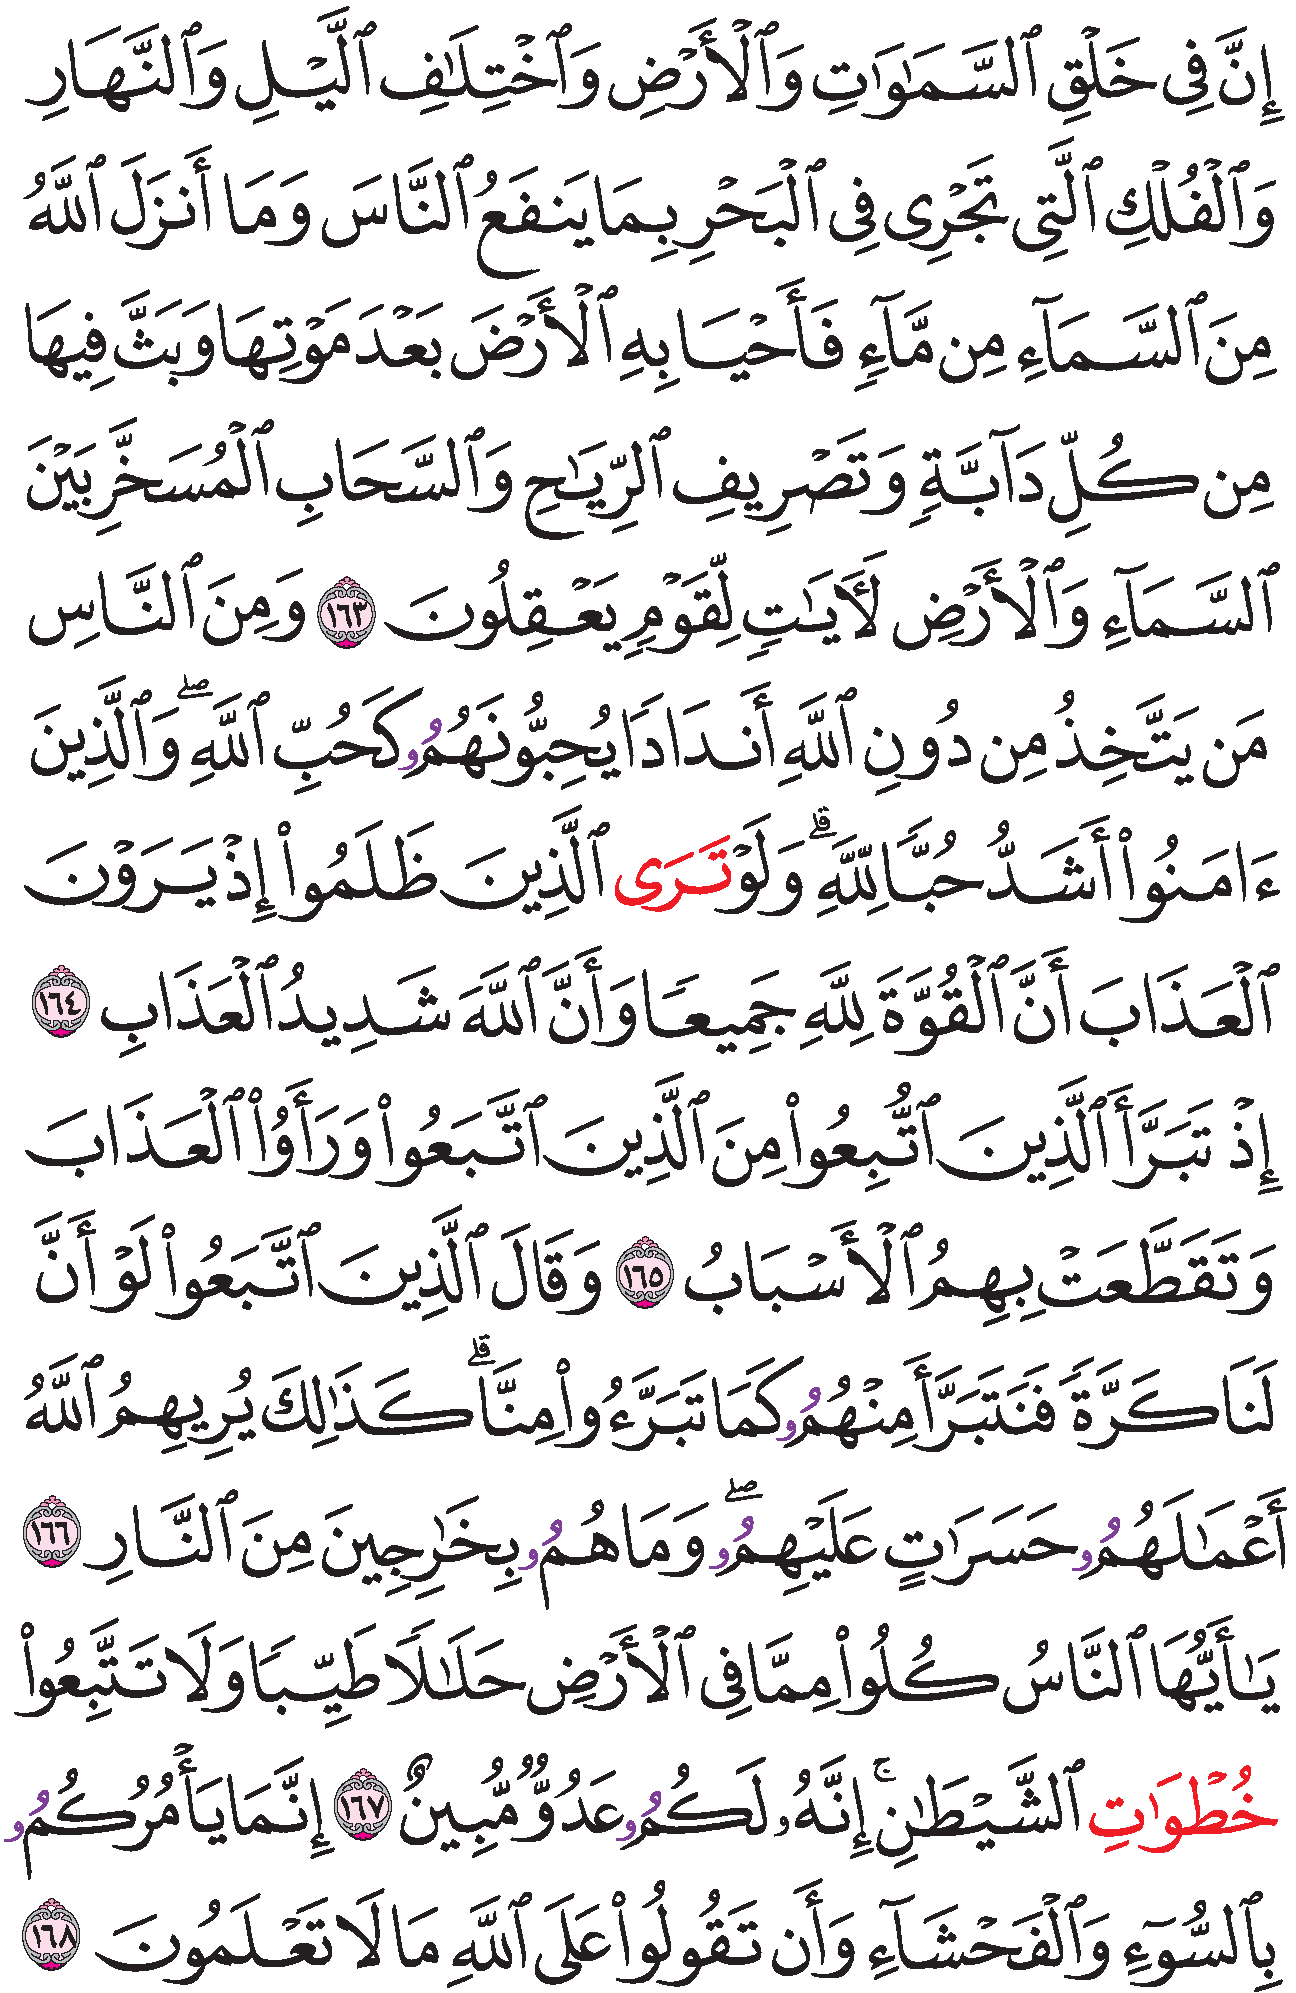 إِنَّ فِي خَلۡقِ ٱلسَّمَٰوَٰتِ وَٱلۡأَرۡضِ وَٱخۡتِلَٰفِ ٱلَّيۡلِ وَٱلنَّهَارِ
وَٱلۡفُلۡكِ ٱلَّتِي تَجۡرِي فِي ٱلۡبَحۡرِ بِمَا يَنفَعُ ٱلنَّاسَ وَمَا أَنزَلَ ٱللَّهُ
مِنَ ٱلسَّمَآءِ مِن مَّآءٖ فَأَحۡيَا بِهِ ٱلۡأَرۡضَ بَعۡدَ مَوۡتِهَا وَبَثَّ فِيهَا
مِن كُلِّ دَآبَّةٖ وَتَصۡرِيفِ ٱلرِّيَٰحِ وَٱلسَّحَابِ ٱلۡمُسَخَّرِ بَيۡنَ
ٱلسَّمَآءِ وَٱلۡأَرۡضِ لَأٓيَٰتٖ لِّقَوۡمٖ يَعۡقِلُونَ ١٦٣ وَمِنَ ٱلنَّاسِ
مَن يَتَّخِذُ مِن دُونِ ٱللَّهِ أَندَادٗا يُحِبُّونَهُمُۥ كَحُبِّ ٱللَّهِۖ وَٱلَّذِينَ
ءَامَنُواْ أَشَدُّ حُبّٗا لِلَّهِۗ وَلَوۡ تَرَى ٱلَّذِينَ ظَلَمُواْ إِذۡ يَرَوۡنَ
ٱلۡعَذَابَ أَنَّ ٱلۡقُوَّةَ لِلَّهِ جَمِيعٗا وَأَنَّ ٱللَّهَ شَدِيدُ ٱلۡعَذَابِ ١٦٤
إِذۡ تَبَرَّأَ ٱلَّذِينَ ٱتُّبِعُواْ مِنَ ٱلَّذِينَ ٱتَّبَعُواْ وَرَأَوُاْ ٱلۡعَذَابَ
وَتَقَطَّعَتۡ بِهِمُ ٱلۡأَسۡبَابُ ١٦٥ وَقَالَ ٱلَّذِينَ ٱتَّبَعُواْ لَوۡ أَنَّ
لَنَا كَرَّةٗ فَنَتَبَرَّأَ مِنۡهُمُۥ كَمَا تَبَرَّءُواْ مِنَّاۗ كَذَٰلِكَ يُرِيهِمُ ٱللَّهُ
أَعۡمَٰلَهُمُۥ حَسَرَٰتٍ عَلَيۡهِمُۥۖ وَمَا هُمُۥ بِخَٰرِجِينَ مِنَ ٱلنَّارِ ١٦٦
يَٰأَيُّهَا ٱلنَّاسُ كُلُواْ مِمَّا فِي ٱلۡأَرۡضِ حَلَٰلٗا طَيِّبٗا وَلَا تَتَّبِعُواْ
خُطۡوَٰتِ ٱلشَّيۡطَٰنِۚ إِنَّهُۥ لَكُمُۥ عَدُوّٞ مُّبِينٌ ١٦٧ إِنَّمَا يَأۡمُرُكُمُۥ
بِٱلسُّوٓءِ وَٱلۡفَحۡشَآءِ وَأَن تَقُولُواْ عَلَى ٱللَّهِ مَا لَا تَعۡلَمُونَ ١٦٨